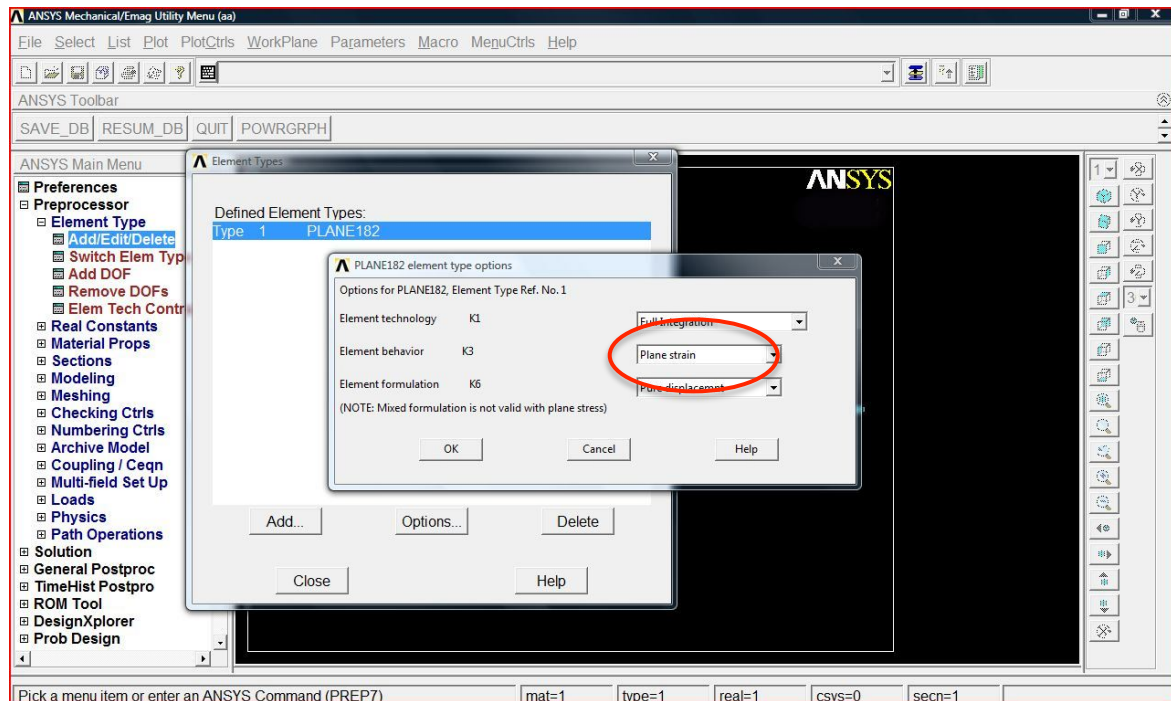 ANSYS Mechanical/Emag Utility Menu (aa)
File Select List Plot PlotCtrls WorkPlane Parameters Macro MenuCtrls Help
ANSYS Toolbar
SAVE_DB RESUM_DB QUIT POWRGRPH
ANSYS Main Menu
Preferences
Preprocessor
Element Type
Add/Edit/Delete
Switch Elem Typ
Add DOF
Remove DOFs
Elem Tech Contr
Real Constants
Material Props
Sections
Modeling
Meshing
Checking Ctrls
Numbering Ctrls
Archive Model
Coupling / Ceqn
Multi-field Set Up
Loads
Physics
Path Operations
Solution
General Postproc
TimeHist Postpro
ROM Tool
DesignXplorer
Prob Design
Element Types
Defined Element Types:
Type 1 PLANE182
Add... Options... Delete
Close Help
PLANE182 element type options
Options for PLANE182, Element Type Ref. No. 1
Element technology K1 Full Integration
Element behavior K3 Plane strain
Element formulation K6 Pure displacemnt
(NOTE: Mixed formulation is not valid with plane stress)
OK Cancel Help
ANSYS
1
3
Pick a menu item or enter an ANSYS Command (PREP7) mat=1 type=1 real=1 csys=0 secn=1